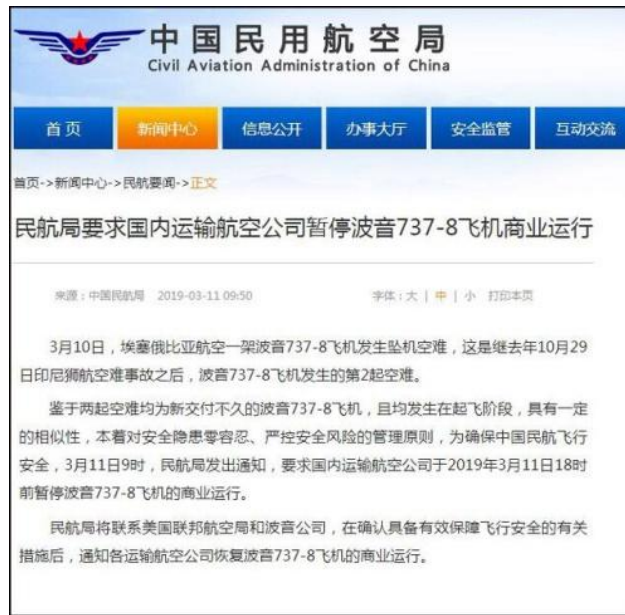 中国民用航空局
Civil Aviation Administration of China
首页 新闻中心 信息公开 办事大厅 安全监管 互动交流
首页->新闻中心->民航要闻->正文
民航局要求国内运输航空公司暂停波音737-8飞机商业运行
来源：中国民航局 2019-03-11 09:50 字体：大 | 中 | 小 打印本页
3月10日，埃塞俄比亚航空一架波音737-8飞机发生坠机空难，这是继去年10月29
日印尼狮航空难事故之后，波音737-8飞机发生的第2起空难。
鉴于两起空难均为新交付不久的波音737-8飞机，且均发生在起飞阶段，具有一定
的相似性，本着对安全隐患零容忍、严控安全风险的管理原则，为确保中国民航飞行
安全，3月11日9时，民航局发出通知，要求国内运输航空公司于2019年3月11日18时
前暂停波音737-8飞机的商业运行。
民航局将联系美国联邦航空局和波音公司，在确认具备有效保障飞行安全的有关
措施后，通知各运输航空公司恢复波音737-8飞机的商业运行。